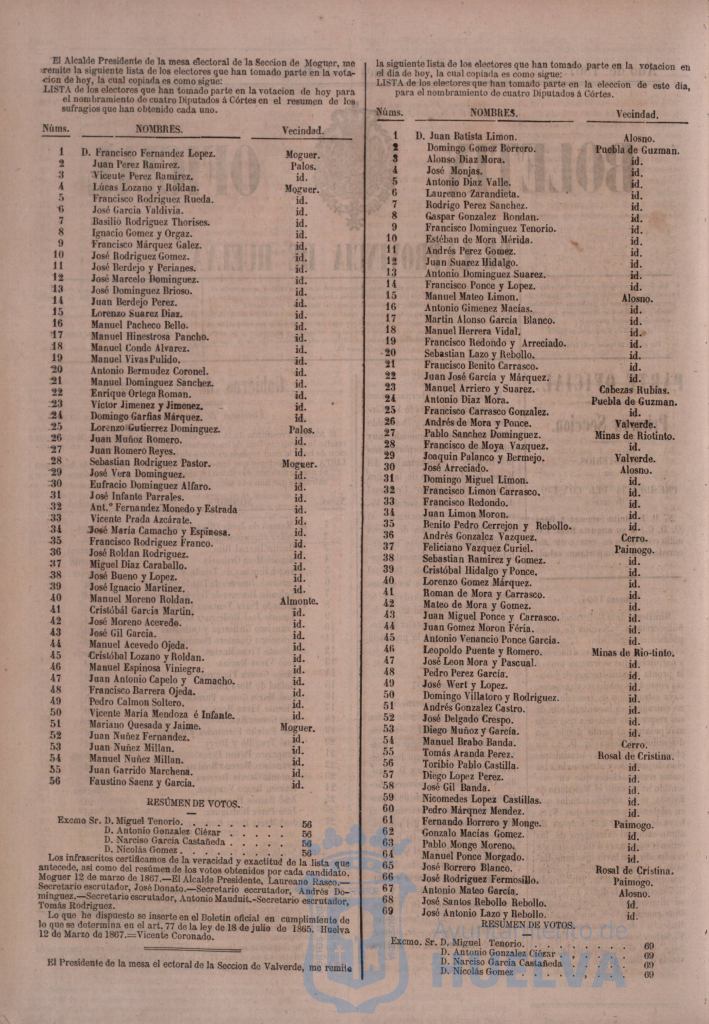 El Alcalde Presidente de la mesa electoral de la Seccion de Moguer, me
remite la siguiente lista de los electores que han tomado parte en la vota-
cion de hoy, la cual copiada es como sigue:
LISTA de los electores que han tomado parte en la votacion de hoy para
el nombramiento de cuatro Diputados á Córtes en el resumen de los
sufragios que han obtenido cada uno.
Núms. NOMBRES. Vecindad.
1 D. Francisco Fernandez Lopez. Moguer.
2 Juan Perez Ramirez. Palos.
3 Vicente Perez Ramirez. id.
4 Lúcas Lozano y Roldan. Moguer.
5 Francisco Rodriguez Rueda. id.
6 José García Valdivia. id.
7 Basilio Rodriguez Thorises. id.
8 Ignacio Gomez y Orgaz. id.
9 Francisco Márquez Galez. id.
10 José Rodriguez Gomez. id.
11 José Berdejo y Perianes. id.
12 José Marcelo Dominguez. id.
13 José Dominguez Brioso. id.
14 Juan Berdejo Perez. id.
15 Lorenzo Suarez Diaz. id.
16 Manuel Pacheco Bello. id.
17 Manuel Hinestrosa Pancho. id.
18 Manuel Conde Alvarez. id.
19 Manuel Vivas Pulido. id.
20 Antonio Bermudez Coronel. id.
21 Manuel Dominguez Sanchez. id.
22 Enrique Ortega Roman. id.
23 Víctor Jimenez y Jimenez. id.
24 Domingo Garfias Márquez. id.
25 Lorenzo Gutierrez Dominguez. Palos.
26 Juan Muñoz Romero. id.
27 Juan Romero Reyes. id.
28 Sebastian Rodriguez Pastor. Moguer.
29 José Vera Dominguez. id.
30 Eufracio Dominguez Alfaro. id.
31 José Infante Parrales. id.
32 Ant.º Fernandez Monedo y Estrada id.
33 Vicente Prada Azcárate. id.
34 José María Camacho y Espinosa. id.
35 Francisco Rodriguez Franco. id.
36 José Roldan Rodriguez. id.
37 Miguel Diaz Caraballo. id.
38 José Bueno y Lopez. id.
39 José Ignacio Martinez. id.
40 Manuel Moreno Roldan. Almonte.
41 Cristóbál Garcia Martin. id.
42 José Moreno Acevedo. id.
43 José Gil Garcia. id.
44 Manuel Acevedo Ojeda. id.
45 Cristóbal Lozano y Roldan. id.
46 Manuel Espinosa Viniegra. id.
47 Juan Antonio Capelo y Camacho. id.
48 Francisco Barrera Ojeda. id.
49 Pedro Calmon Soltero. id.
50 Vicente María Mendoza é Infante. id.
51 Mariano Quesada y Jaime. Moguer.
52 Juan Nuñez Fernandez. id.
53 Juan Nuñez Millan. id.
54 Manuel Nuñez Millan. id.
55 Juan Garrido Marchena. id.
56 Faustino Saenz y García. id.
RESÚMEN DE VOTOS.
Excmo Sr. D. Miguel Tenorio. . . . . . . . . 56
D. Antonio Gonzalez Ciézar . . . . . 56
D. Narciso García Castañeda . . . . . 56
D. Nicolás Gomez . . . . . . . . 56
Los infrascritos certificamos de la veracidad y exactitud de la lista que
antecede, asi como del resúmen de los votos obtenidos por cada candidato.
Moguer 12 de marzo de 1867.—El Alcalde Presidente, Laureano Rasco.—
Secretario escrutador, José Donato.—Secretario eccrutador, Andrés Do-
minguez.—Secretario escrutador, Antonio Mauduit.-Secretario escrutador,
Tomás Rodriguez.
Lo que he dispuesto se inserte en el Boletin oficial en cumplimiento de
lo que se determina en el art. 77 de la ley de 18 de julio de 1865. Huelva
12 de Marzo de 1867.=Vicente Coronado.
El Presidente de la mesa e ectoral de la Seccion de Valverde, me remite
la siguiente lista de los electores que han tomado parte en la votacion en
el dia de hoy, la cual copiada es como sigue:
LISTA de los electores que han tomado parte en la eleccion de este dia,
para el nombramiento de cuatro Diputados á Córtes.
Núms. NOMBRES. Vecindad.
1 D. Juan Batista Limon. Alosno.
2 Domingo Gomez Borrero. Puebla de Guzman.
3 Alonso Diaz Mora. id.
4 José Monjas. id.
5 Antonio Diaz Valle. id.
6 Laureano Zarandieta. id.
7 Rodrigo Perez Sanchez. id.
8 Gaspar Gonzalez Rondan. id.
9 Francisco Dominguez Tenorio. id.
10 Estéban de Mora Mérida. id.
11 Andrés Perez Gomez. id.
12 Juan Suarez Hidalgo. id.
13 Antonio Dominguez Suarez. id.
14 Francisco Ponce y Lopez. id.
15 Manuel Mateo Limon. Alosno.
16 Antonio Gimenez Macías. id.
17 Martin Alonso García Blanco. id.
18 Manuel Herrera Vidal. id.
19 Francisco Redondo y Arreciado. id.
20 Sebastian Lazo y Rebollo. id.
21 Francisco Benito Carrasco. id.
22 Juan José García y Márquez. id.
23 Manuel Arriero y Suarez. Cabezas Rubias.
24 Antonio Diaz Mora. Puebla de Guzman.
25 Francisco Carrasco Gonzalez. id.
26 Andrés de Mora y Ponce. Valverde.
27 Pablo Sanchez Dominguez. Minas de Riotinto.
28 Francisco de Moya Vazquez. id.
29 Joaquin Palanco y Bermejo. Valverde.
30 José Arreciado. Alosno.
31 Domingo Miguel Limon. id.
32 Francisco Limon Carrasco. id.
33 Francisco Redondo. id.
34 Juan Limon Moron. id.
35 Benito Pedro Cerrejon y Rebollo. id.
36 Andrés Gonzalez Vazquez. Cerro.
37 Feliciano Vazquez Curiel. Paimogo.
38 Sebastian Ramirez y Gomez. id.
39 Cristóbal Hidalgo y Ponce. id.
40 Lorenzo Gomez Márquez. id.
41 Roman de Mora y Carrasco. id.
42 Mateo de Mora y Gomez. id.
43 Juan Miguel Ponce y Carrasco. id.
44 Juan Gomez Moron Féria. id.
45 Antonio Venancio Ponce Garcia. id.
46 Leopoldo Puente y Romero. Minas de Rio-tinto.
47 José Leon Mora y Pascual. id.
48 Pedro Perez García. id.
49 José Wert y Lopez. id.
50 Domingo Villatoro y Rodriguez. id.
51 Andrés Gonzalez Castro. id.
52 José Delgado Crespo. id.
53 Diego Muñoz y García. id.
54 Manuel Brabo Banda. Cerro.
55 Tomás Aranda Perez. Rosal de Cristina.
56 Toribio Pablo Castilla. id.
57 Diego Lopez Perez. id.
58 José Gil Banda. id.
59 Nicomedes Lopez Castillas. id.
60 Pedro Márquez Mendez. id.
61 Fernando Borrero y Monge. Paimogo.
62 Gonzalo Macías Gomez. id.
63 Pablo Monge Moreno. id.
64 Manuel Ponce Morgado. id.
65 José Borrero Blanco. Rosal de Cristina.
66 José Rodriguez Fermosillo. Paimogo.
67 Antonio Mateo García. Alosno.
68 José Santos Rebollo Rebollo. id.
69 José Antonio Lazo y Rebollo. id.
RESÚMEN DE VOTOS.
Excmo. Sr. D. Miguel Tenorio. . . . . . . . 69
D. Antonio Gonzalez Ciézar . . . . . 69
D. Narciso García Castañeda . . . . 69
D. Nicolás Gomez . . . . . . . 69
Ayuntamiento de
HUELVA